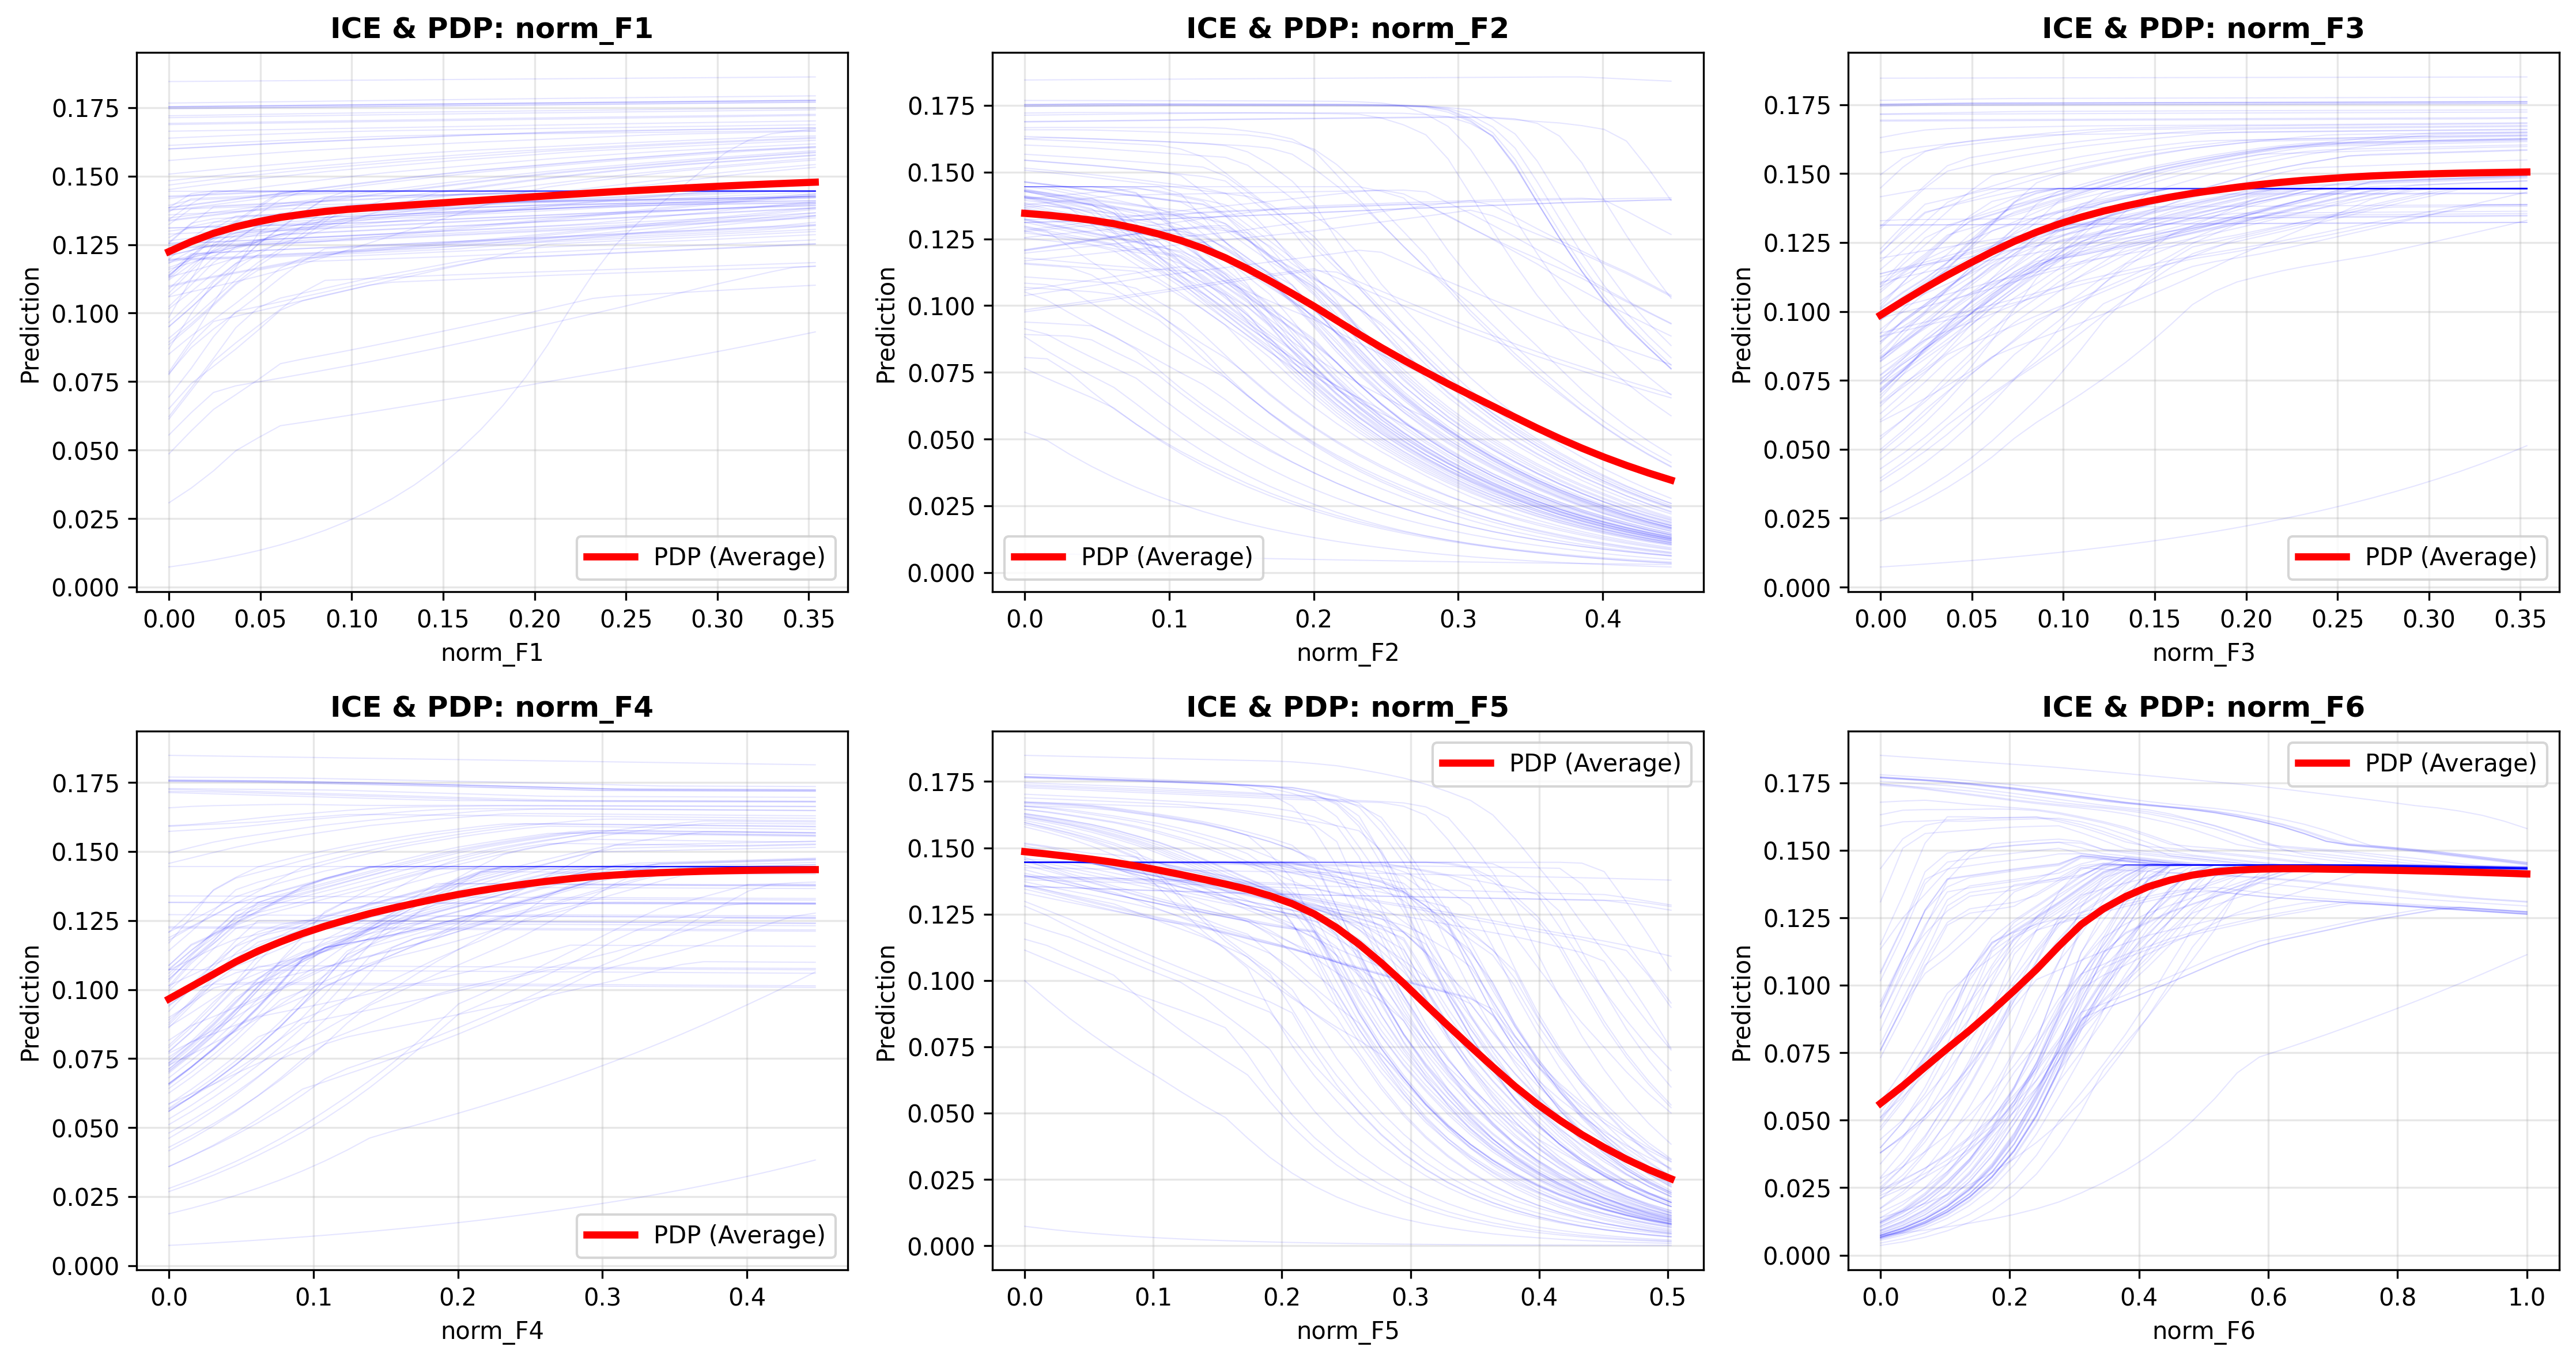 ICE & PDP: norm_F1
0.175
0.150
0.125
0.100
0.075
0.050
0.025
0.000
Prediction
PDP (Average)
0.00 0.05 0.10 0.15 0.20 0.25 0.30 0.35
norm_F1
ICE & PDP: norm_F2
0.175
0.150
0.125
0.100
0.075
0.050
0.025
0.000
Prediction
PDP (Average)
0.0 0.1 0.2 0.3 0.4
norm_F2
ICE & PDP: norm_F3
0.175
0.150
0.125
0.100
0.075
0.050
0.025
0.000
Prediction
PDP (Average)
0.00 0.05 0.10 0.15 0.20 0.25 0.30 0.35
norm_F3
ICE & PDP: norm_F4
0.175
0.150
0.125
0.100
0.075
0.050
0.025
0.000
Prediction
PDP (Average)
0.0 0.1 0.2 0.3 0.4
norm_F4
ICE & PDP: norm_F5
PDP (Average)
0.175
0.150
0.125
0.100
0.075
0.050
0.025
0.000
Prediction
0.0 0.1 0.2 0.3 0.4 0.5
norm_F5
ICE & PDP: norm_F6
PDP (Average)
0.175
0.150
0.125
0.100
0.075
0.050
0.025
0.000
Prediction
0.0 0.2 0.4 0.6 0.8 1.0
norm_F6